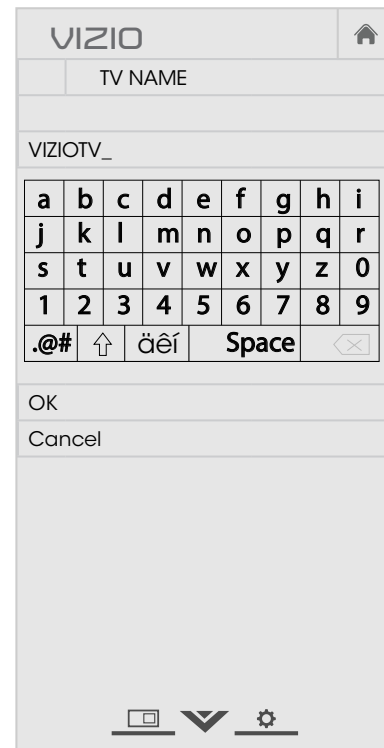 VIZIO
TV NAME
VIZIOTV_
a b c d e f g h i
j k l m n o p q r
s t u v w x y z 0
1 2 3 4 5 6 7 8 9
.@# äêí Space
OK
Cancel